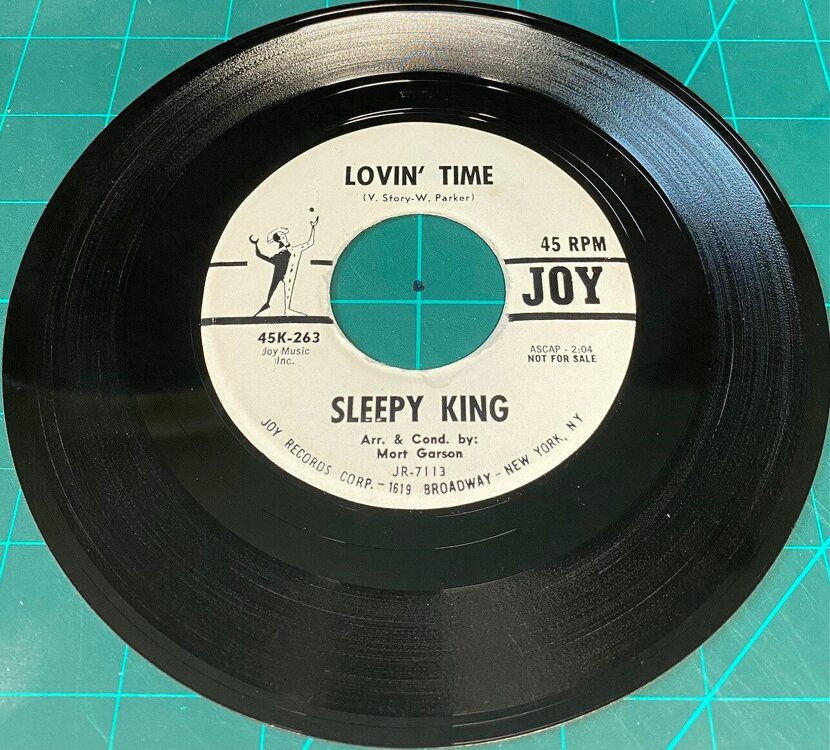 LOVIN' TIME
(V. Story-W. Parker)
45 RPM
JOY
45K-263
Joy Music
Inc.
ASCAP - 2:04
NOT FOR SALE
SLEEPY KING
Arr. & Cond. by:
Mort Garson
JR-7113
JOY RECORDS CORP. - 1619 BROADWAY - NEW YORK, NY